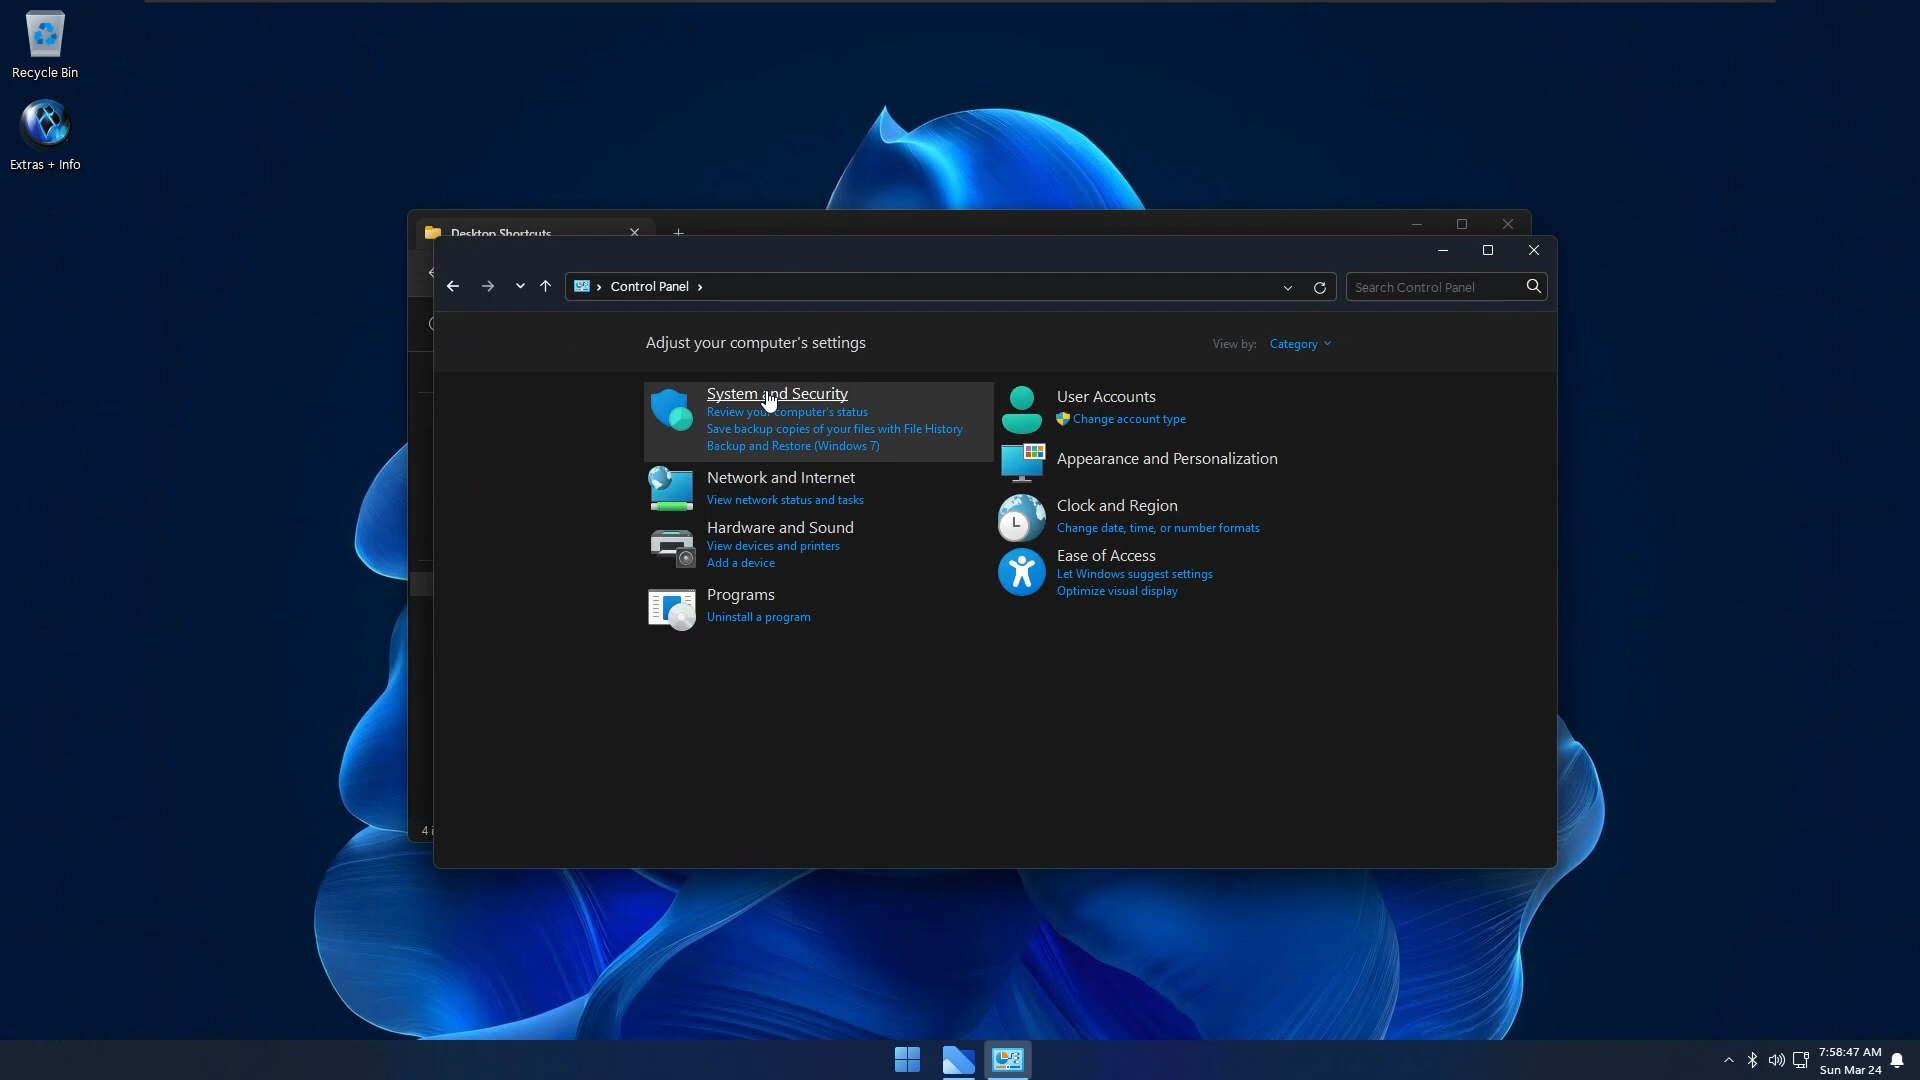 Recycle Bin
Extras + Info
Desktop Shortcuts
Control Panel
Search Control Panel
Adjust your computer's settings
View by: Category
System and Security
Review your computer's status
Save backup copies of your files with File History
Backup and Restore (Windows 7)
Network and Internet
View network status and tasks
Hardware and Sound
View devices and printers
Add a device
Programs
Uninstall a program
User Accounts
Change account type
Appearance and Personalization
Clock and Region
Change date, time, or number formats
Ease of Access
Let Windows suggest settings
Optimize visual display
4 i
7:58:47 AM
Sun Mar 24